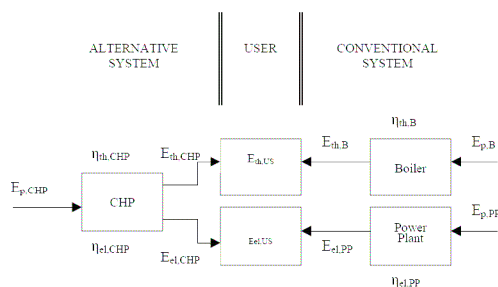 ALTERNATIVE
SYSTEM
USER
CONVENTIONAL
SYSTEM
ηth,CHP
Eth,CHP
Ep,CHP
CHP
ηel,CHP
Eel,CHP
Eth,US
Eel,US
Eth,B
ηth,B
Boiler
Ep,B
Eel,PP
Power
Plant
Ep,PP
ηel,PP